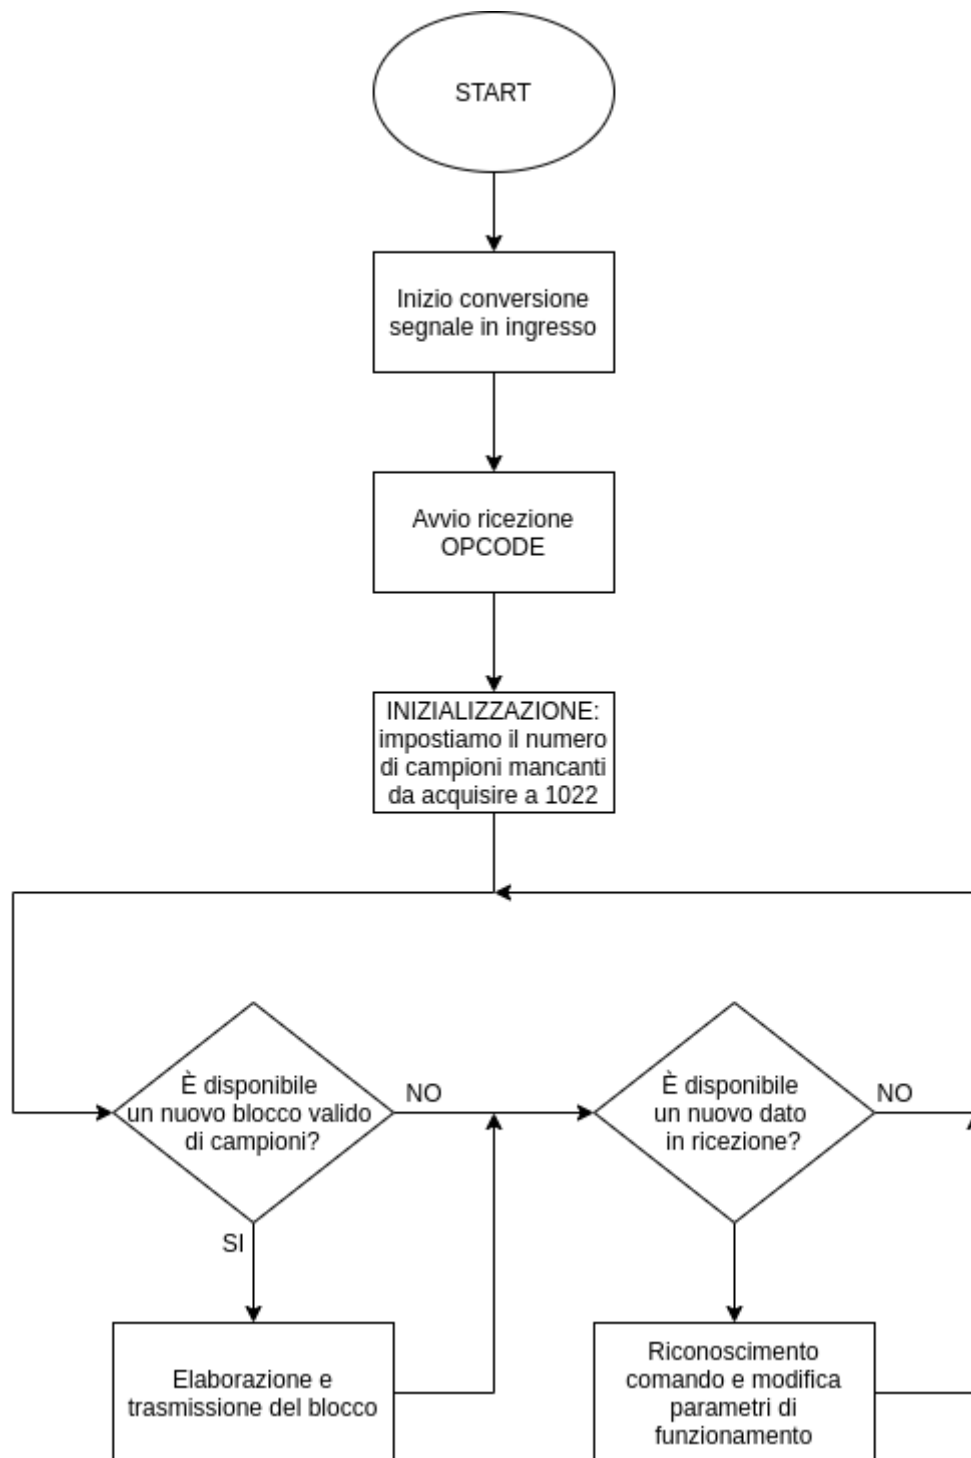 START
Inizio conversione
segnale in ingresso
Avvio ricezione
OPCODE
INIZIALIZZAZIONE:
impostiamo il numero
di campioni mancanti
da acquisire a 1022
È disponibile
un nuovo blocco valido
di campioni?
NO
SI
Elaborazione e
trasmissione del blocco
È disponibile
un nuovo dato
in ricezione?
NO
Riconoscimento
comando e modifica
parametri di
funzionamento